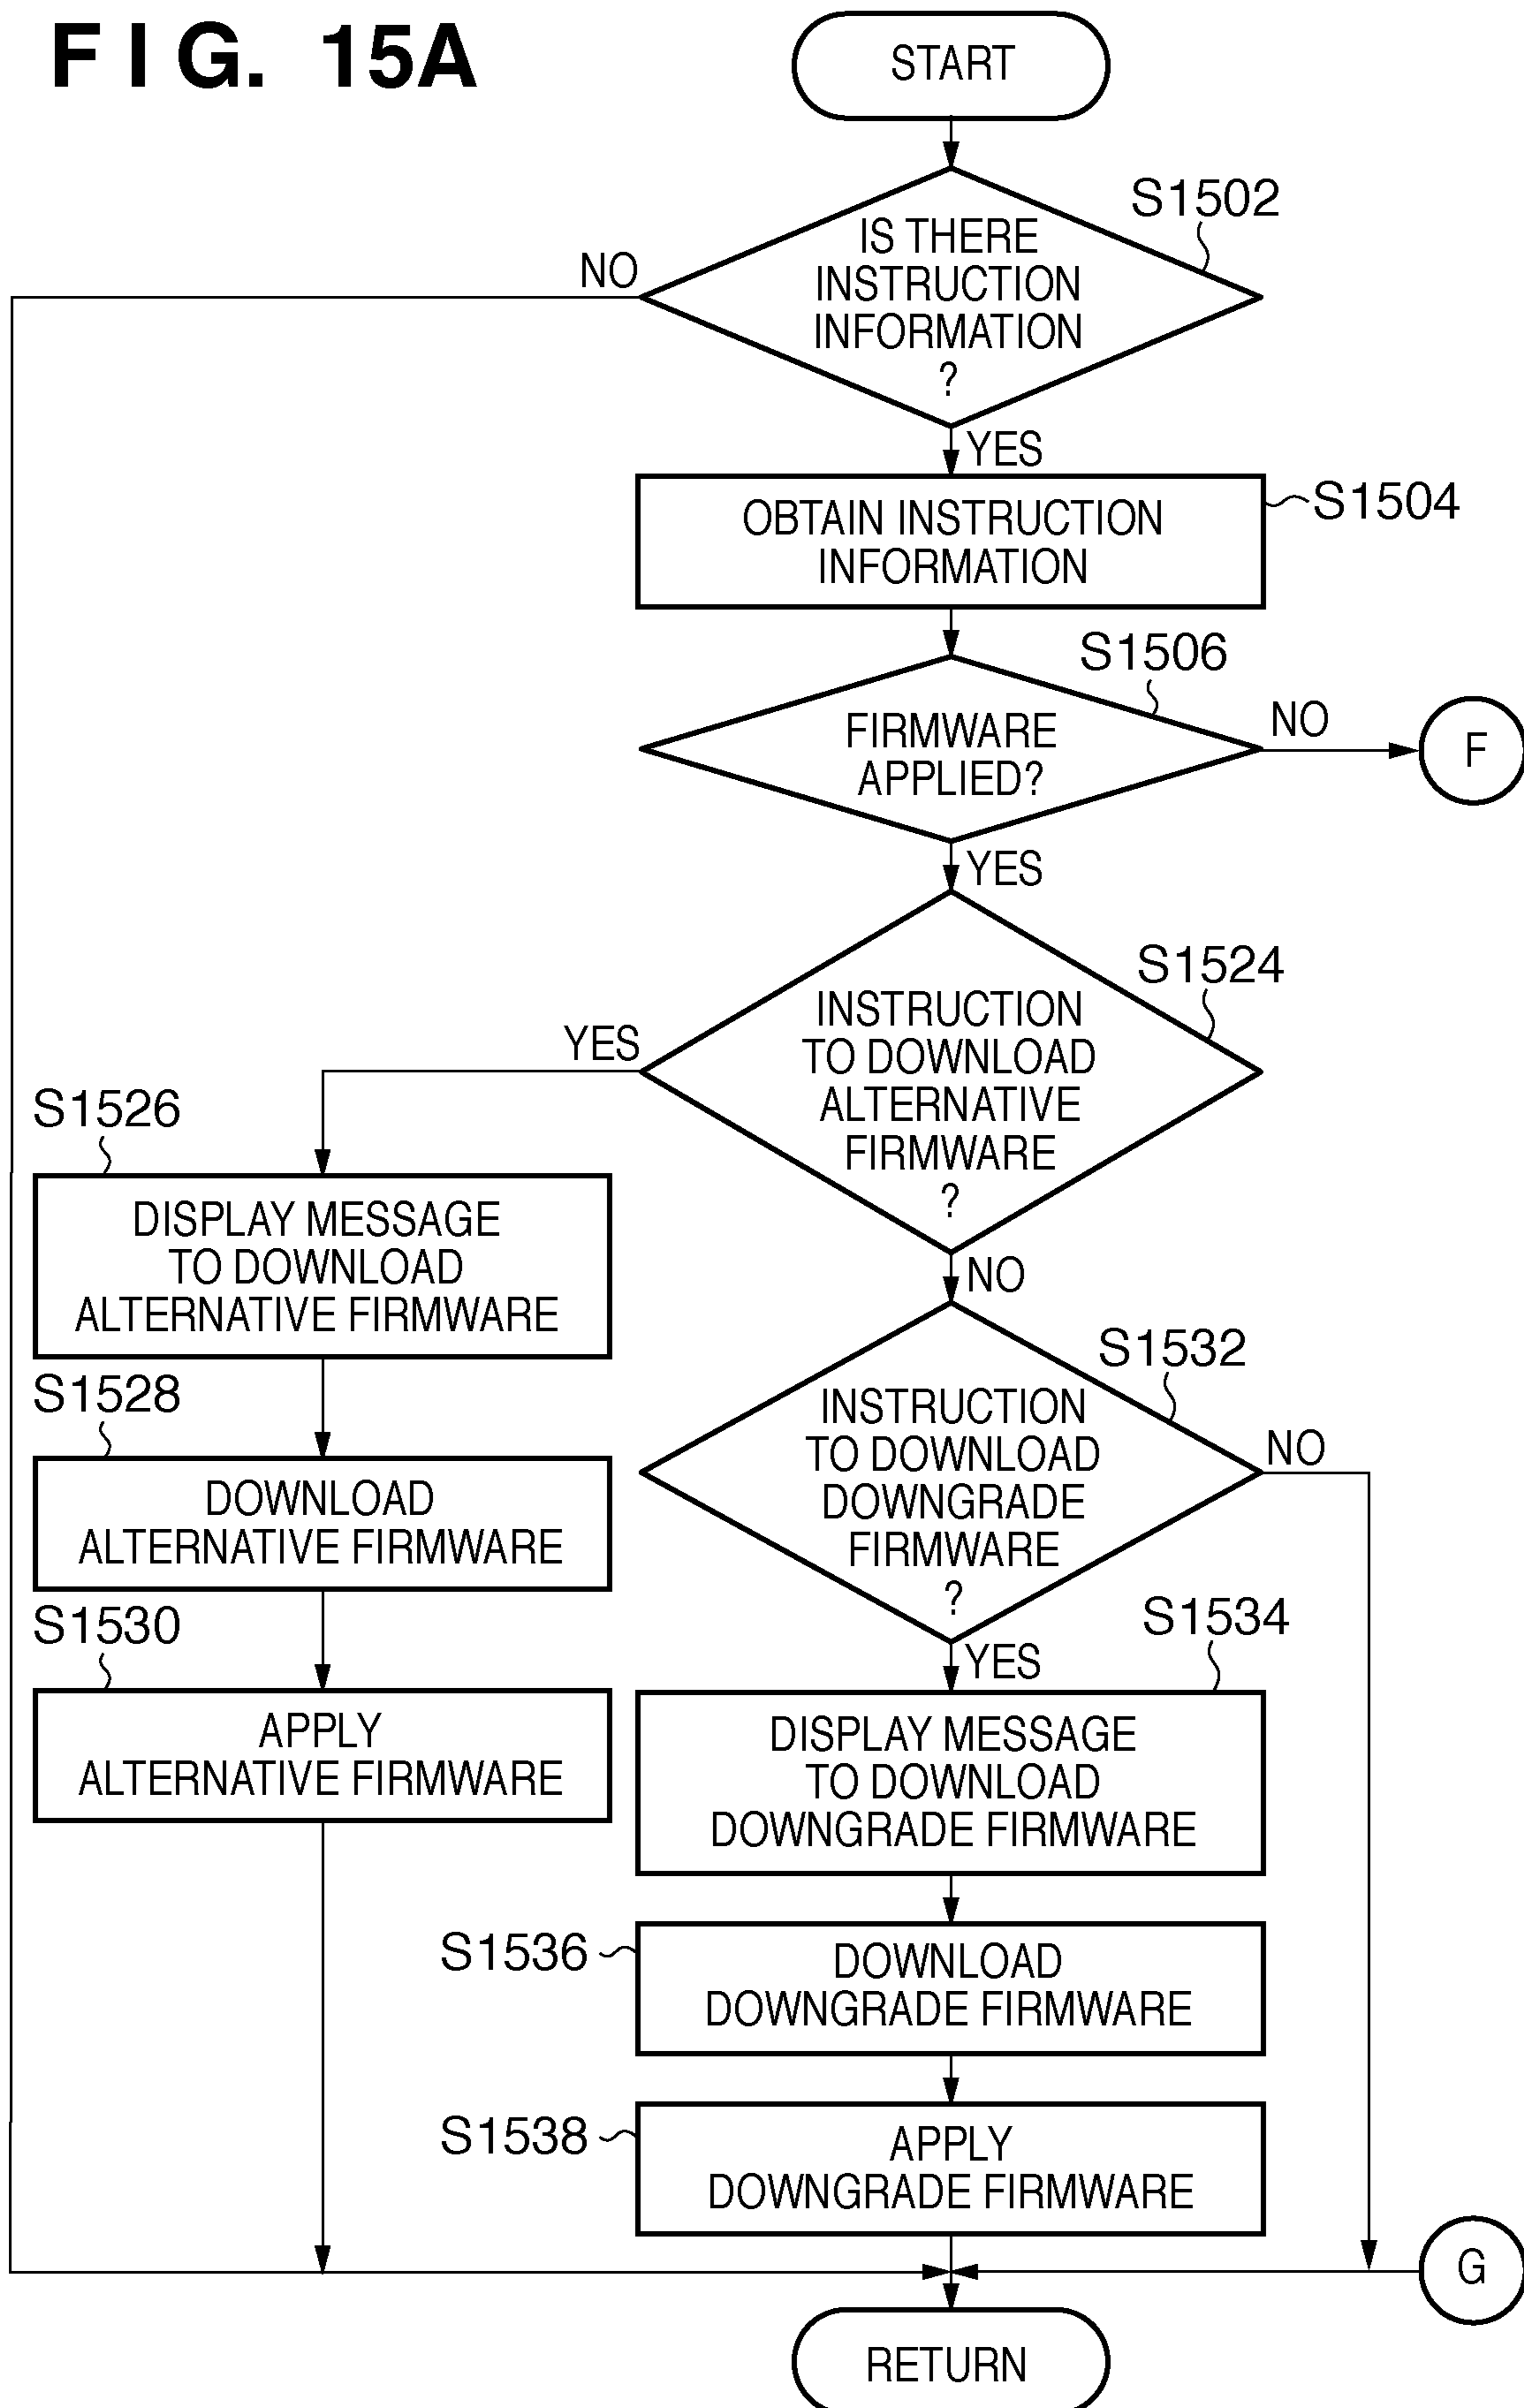 FIG. 15A
START
S1502
IS THERE
INSTRUCTION
INFORMATION
?
NO
YES
S1504
OBTAIN INSTRUCTION
INFORMATION
S1506
FIRMWARE
APPLIED?
NO
F
YES
S1524
INSTRUCTION
TO DOWNLOAD
ALTERNATIVE
FIRMWARE
?
YES
NO
S1526
DISPLAY MESSAGE
TO DOWNLOAD
ALTERNATIVE FIRMWARE
S1528
DOWNLOAD
ALTERNATIVE FIRMWARE
S1530
APPLY
ALTERNATIVE FIRMWARE
S1532
INSTRUCTION
TO DOWNLOAD
DOWNGRADE
FIRMWARE
?
NO
YES
S1534
DISPLAY MESSAGE
TO DOWNLOAD
DOWNGRADE FIRMWARE
S1536
DOWNLOAD
DOWNGRADE FIRMWARE
S1538
APPLY
DOWNGRADE FIRMWARE
G
RETURN